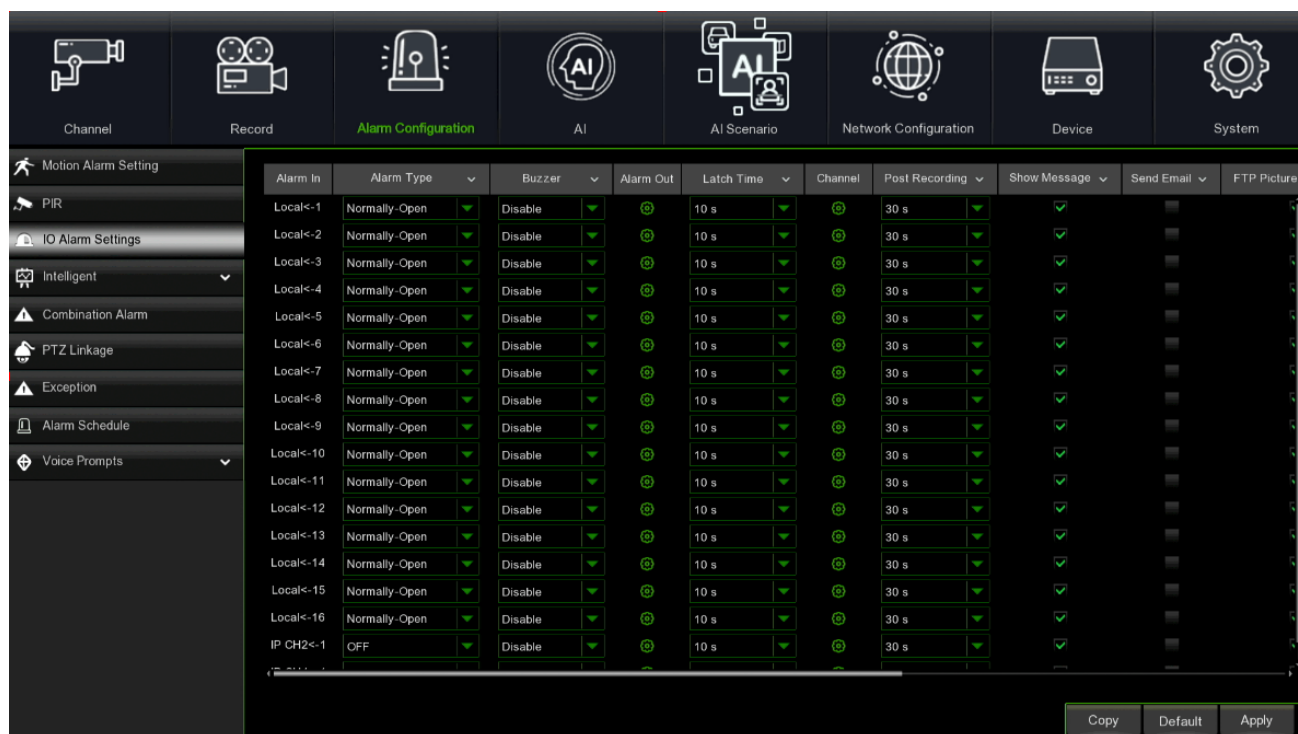 Channel Record Alarm Configuration AI AI Scenario Network Configuration Device System
Motion Alarm Setting
PIR
IO Alarm Settings
Intelligent
Combination Alarm
PTZ Linkage
Exception
Alarm Schedule
Voice Prompts
Alarm In Alarm Type Buzzer Alarm Out Latch Time Channel Post Recording Show Message Send Email FTP Picture
Local<-1 Normally-Open Disable 10 s 30 s
Local<-2 Normally-Open Disable 10 s 30 s
Local<-3 Normally-Open Disable 10 s 30 s
Local<-4 Normally-Open Disable 10 s 30 s
Local<-5 Normally-Open Disable 10 s 30 s
Local<-6 Normally-Open Disable 10 s 30 s
Local<-7 Normally-Open Disable 10 s 30 s
Local<-8 Normally-Open Disable 10 s 30 s
Local<-9 Normally-Open Disable 10 s 30 s
Local<-10 Normally-Open Disable 10 s 30 s
Local<-11 Normally-Open Disable 10 s 30 s
Local<-12 Normally-Open Disable 10 s 30 s
Local<-13 Normally-Open Disable 10 s 30 s
Local<-14 Normally-Open Disable 10 s 30 s
Local<-15 Normally-Open Disable 10 s 30 s
Local<-16 Normally-Open Disable 10 s 30 s
IP CH2<-1 OFF Disable 10 s 30 s
Copy Default Apply